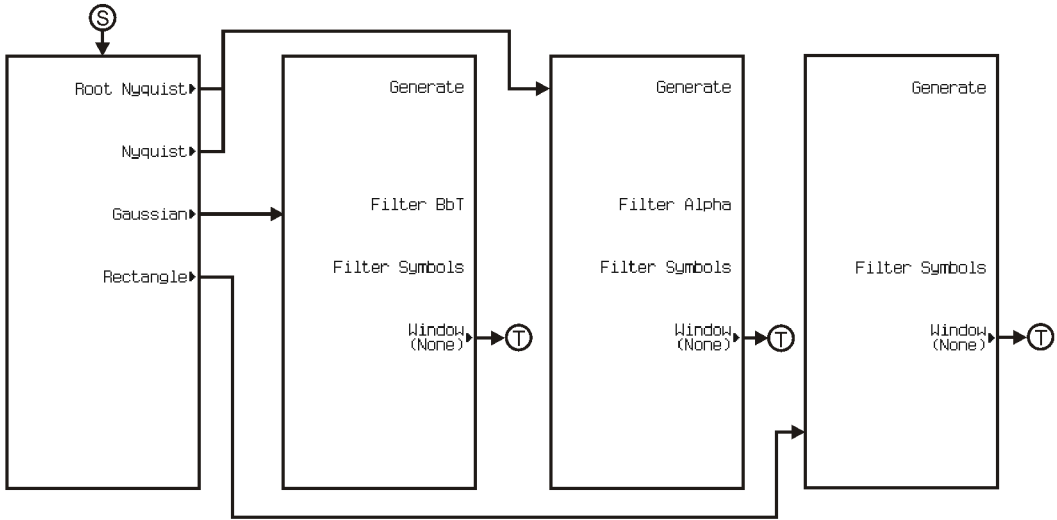 S
Root Nyquist
Nyquist
Gaussian
Rectangle
Generate
Filter BbT
Filter Symbols
Window
(None)
T
Generate
Filter Alpha
Filter Symbols
Window
(None)
T
Generate
Filter Symbols
Window
(None)
T